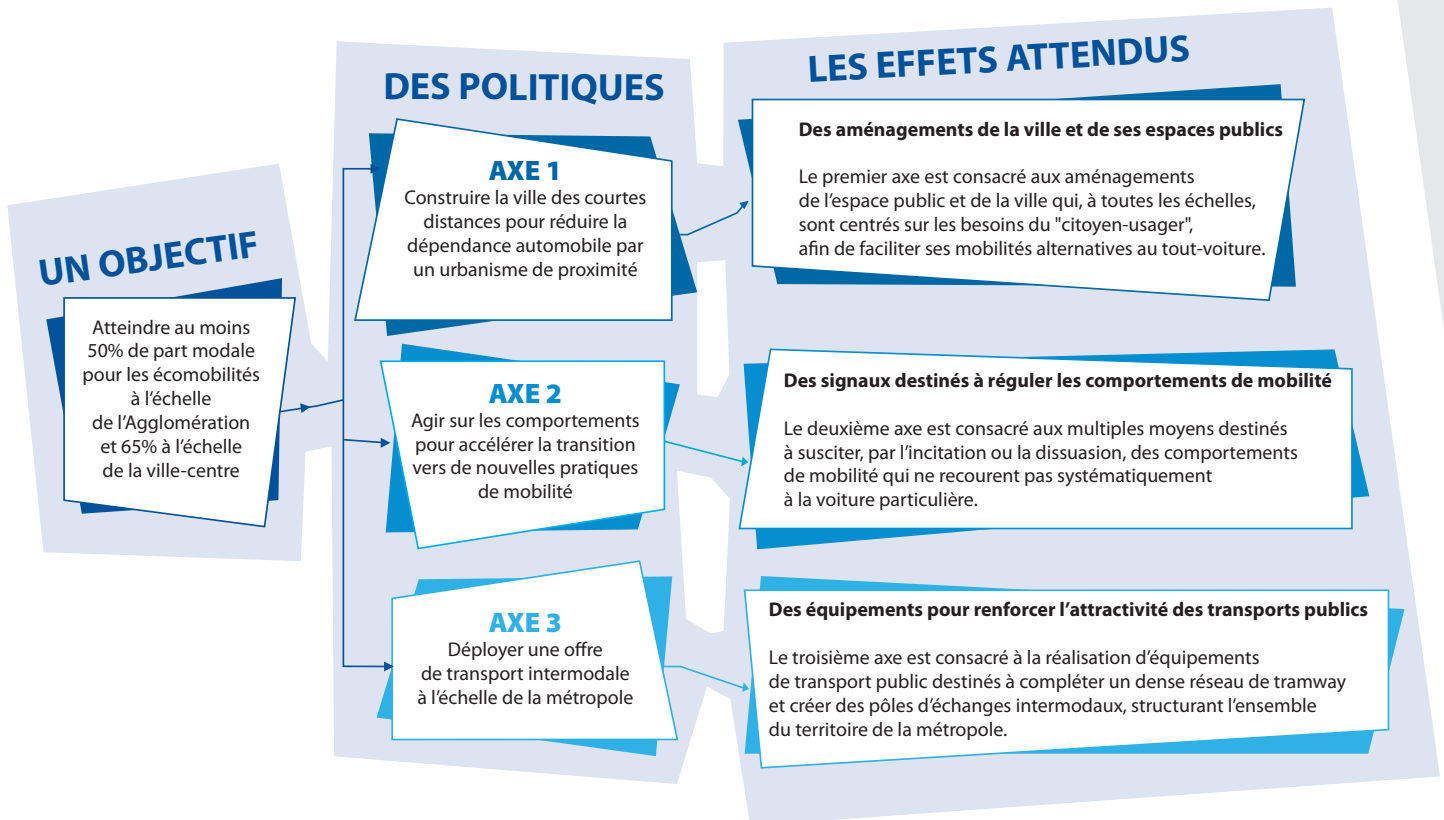 UN OBJECTIF
Atteindre au moins
50% de part modale
pour les écomobilités
à l’échelle
de l’Agglomération
et 65% à l’échelle
de la ville-centre
DES POLITIQUES
AXE 1
Construire la ville des courtes
distances pour réduire la
dépendance automobile par
un urbanisme de proximité
AXE 2
Agir sur les comportements
pour accélérer la transition
vers de nouvelles pratiques
de mobilité
AXE 3
Déployer une offre
de transport intermodale
à l’échelle de la métropole
LES EFFETS ATTENDUS
Des aménagements de la ville et de ses espaces publics
Le premier axe est consacré aux aménagements
de l’espace public et de la ville qui, à toutes les échelles,
sont centrés sur les besoins du "citoyen-usager",
afin de faciliter ses mobilités alternatives au tout-voiture.
Des signaux destinés à réguler les comportements de mobilité
Le deuxième axe est consacré aux multiples moyens destinés
à susciter, par l’incitation ou la dissuasion, des comportements
de mobilité qui ne recourent pas systématiquement
à la voiture particulière.
Des équipements pour renforcer l’attractivité des transports publics
Le troisième axe est consacré à la réalisation d’équipements
de transport public destinés à compléter un dense réseau de tramway
et créer des pôles d’échanges intermodaux, structurant l’ensemble
du territoire de la métropole.